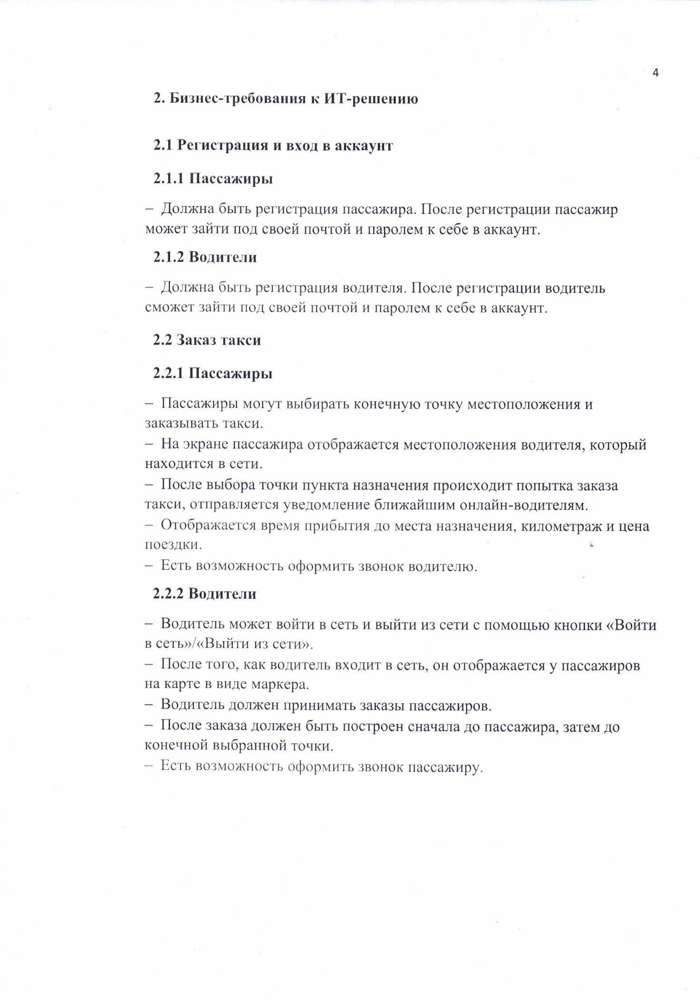 4
2. Бизнес-требования к ИТ-решению
2.1 Регистрация и вход в аккаунт
2.1.1 Пассажиры
– Должна быть регистрация пассажира. После регистрации пассажир
может зайти под своей почтой и паролем к себе в аккаунт.
2.1.2 Водители
– Должна быть регистрация водителя. После регистрации водитель
сможет зайти под своей почтой и паролем к себе в аккаунт.
2.2 Заказ такси
2.2.1 Пассажиры
– Пассажиры могут выбирать конечную точку местоположения и
заказывать такси.
– На экране пассажира отображается местоположения водителя, который
находится в сети.
– После выбора точки пункта назначения происходит попытка заказа
такси, отправляется уведомление ближайшим онлайн-водителям.
– Отображается время прибытия до места назначения, километраж и цена
поездки.
– Есть возможность оформить звонок водителю.
2.2.2 Водители
– Водитель может войти в сеть и выйти из сети с помощью кнопки «Войти
в сеть»/«Выйти из сети».
– После того, как водитель входит в сеть, он отображается у пассажиров
на карте в виде маркера.
– Водитель должен принимать заказы пассажиров.
– После заказа должен быть построен сначала до пассажира, затем до
конечной выбранной точки.
– Есть возможность оформить звонок пассажиру.